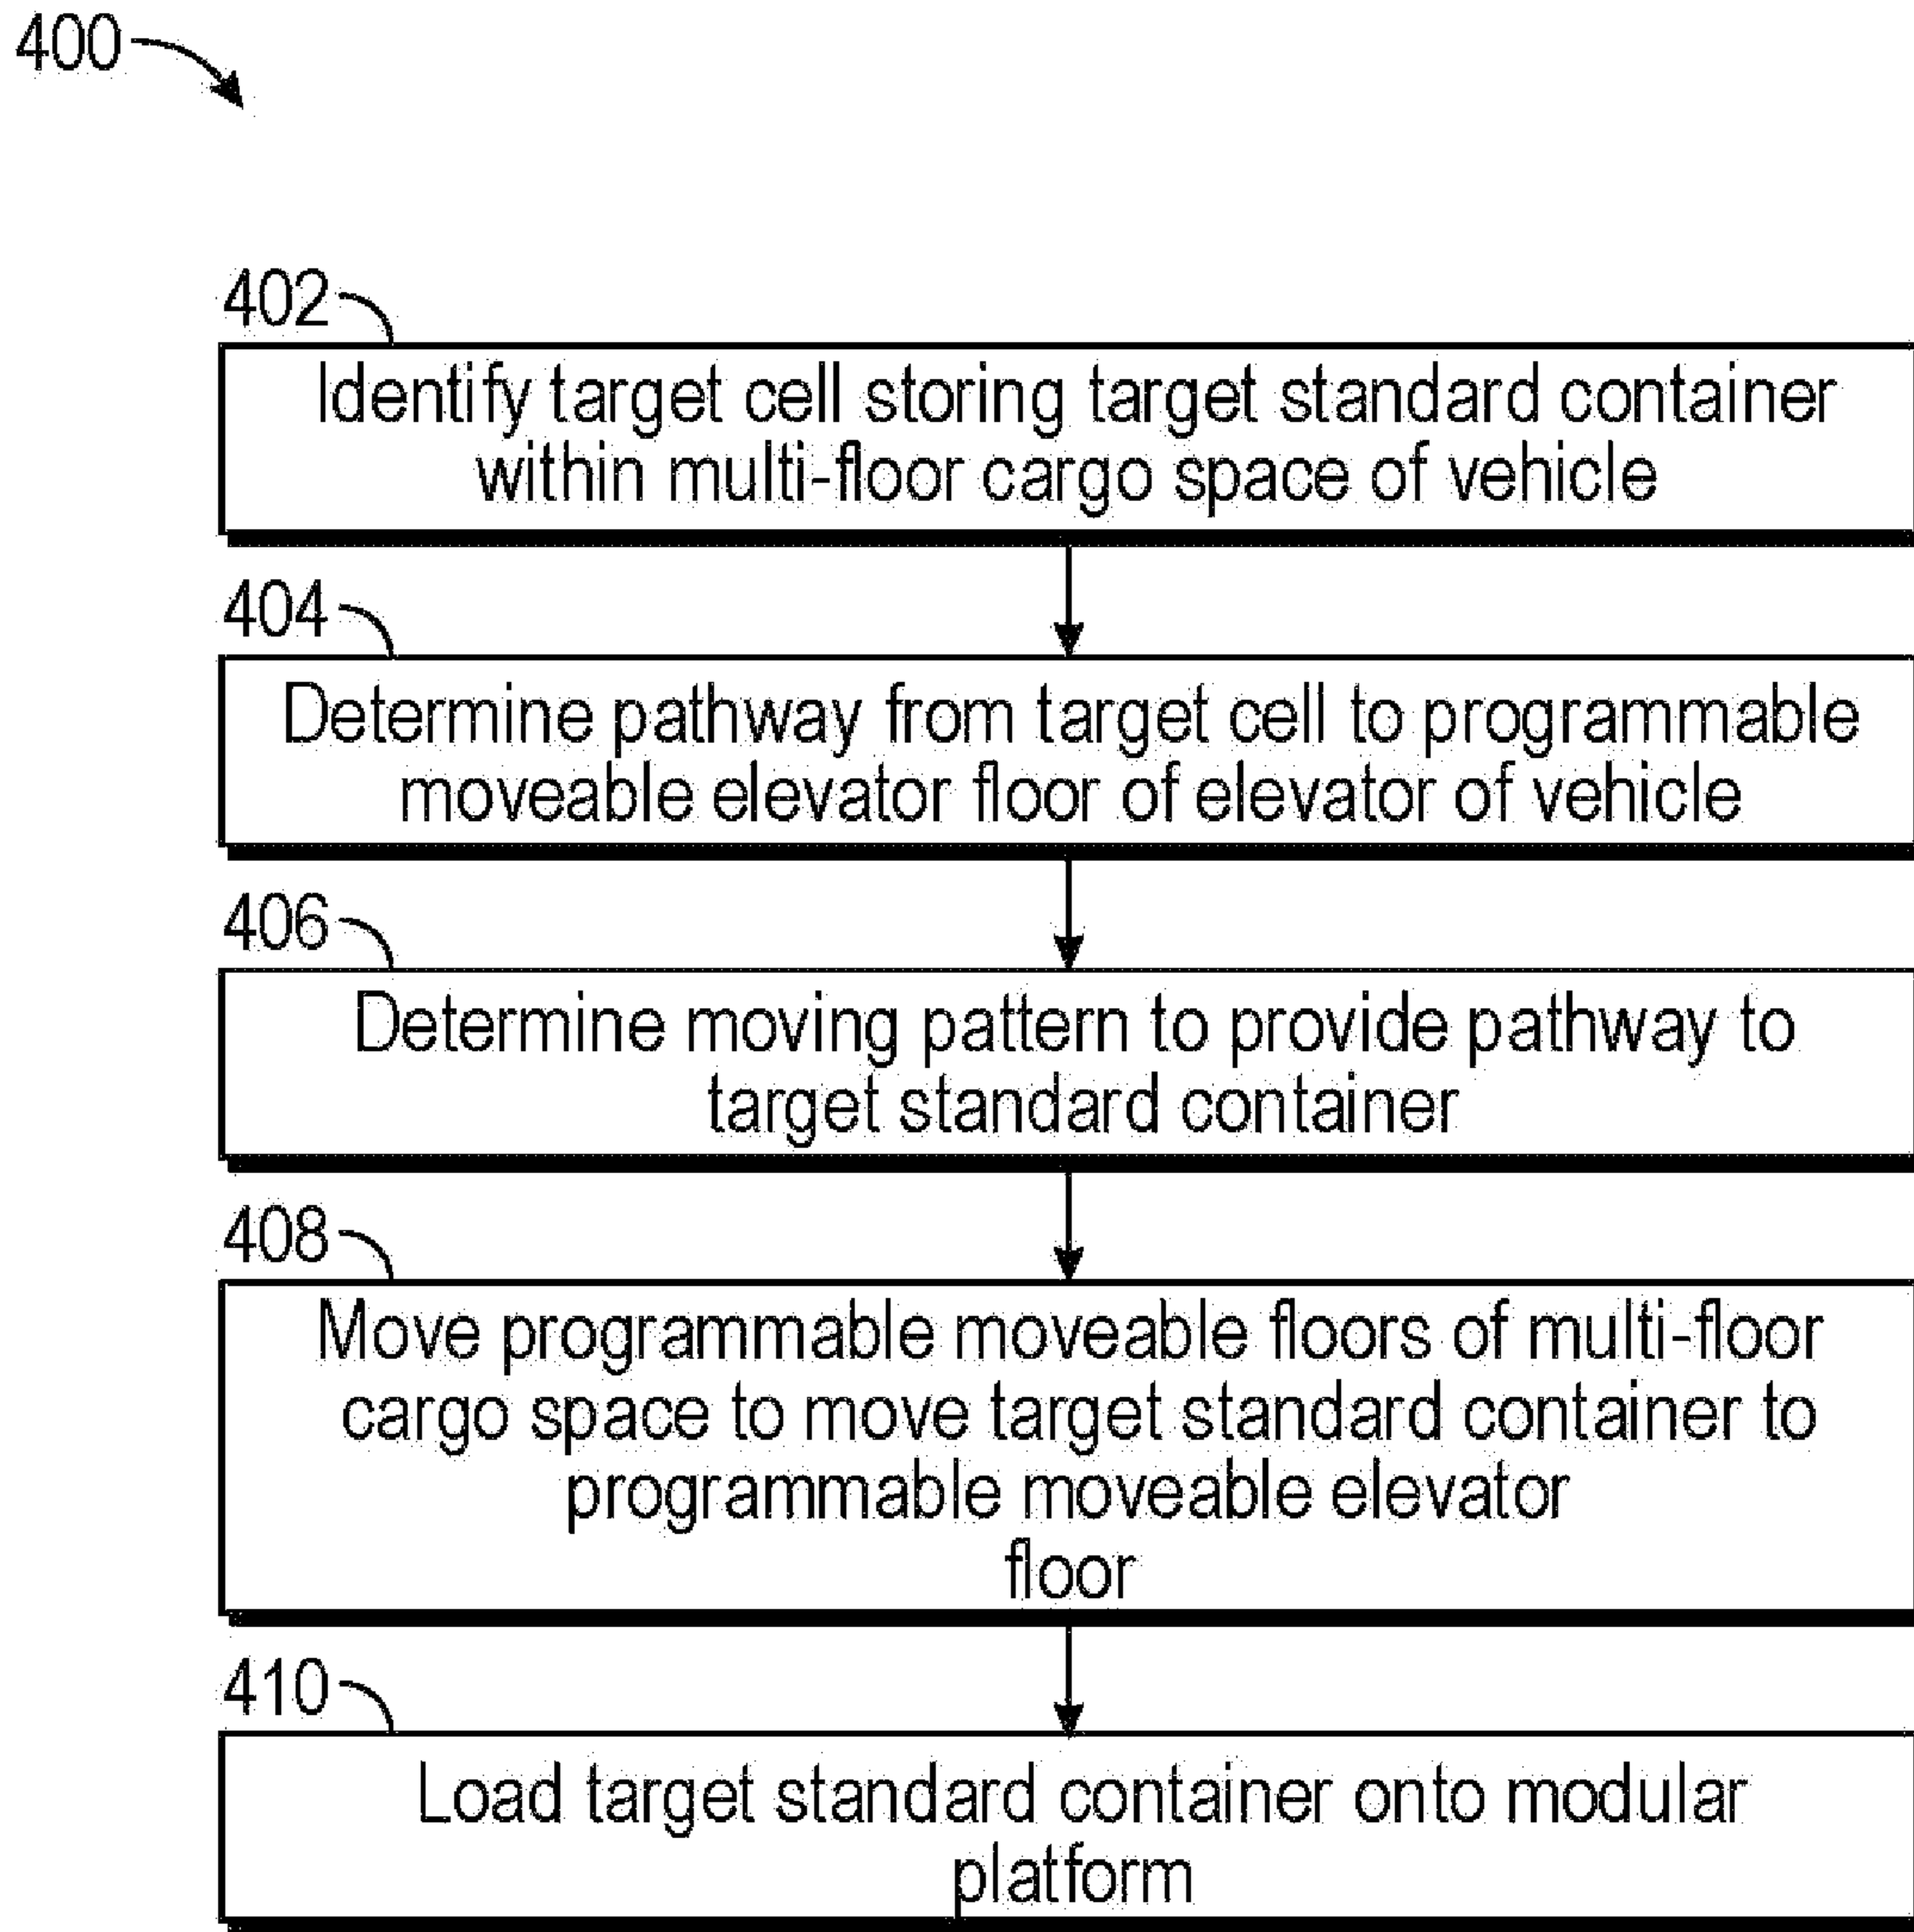 400
402
Identify target cell storing target standard container
within multi-floor cargo space of vehicle
404
Determine pathway from target cell to programmable
moveable elevator floor of elevator of vehicle
406
Determine moving pattern to provide pathway to
target standard container
408
Move programmable moveable floors of multi-floor
cargo space to move target standard container to
programmable moveable elevator
floor
410
Load target standard container onto modular
platform